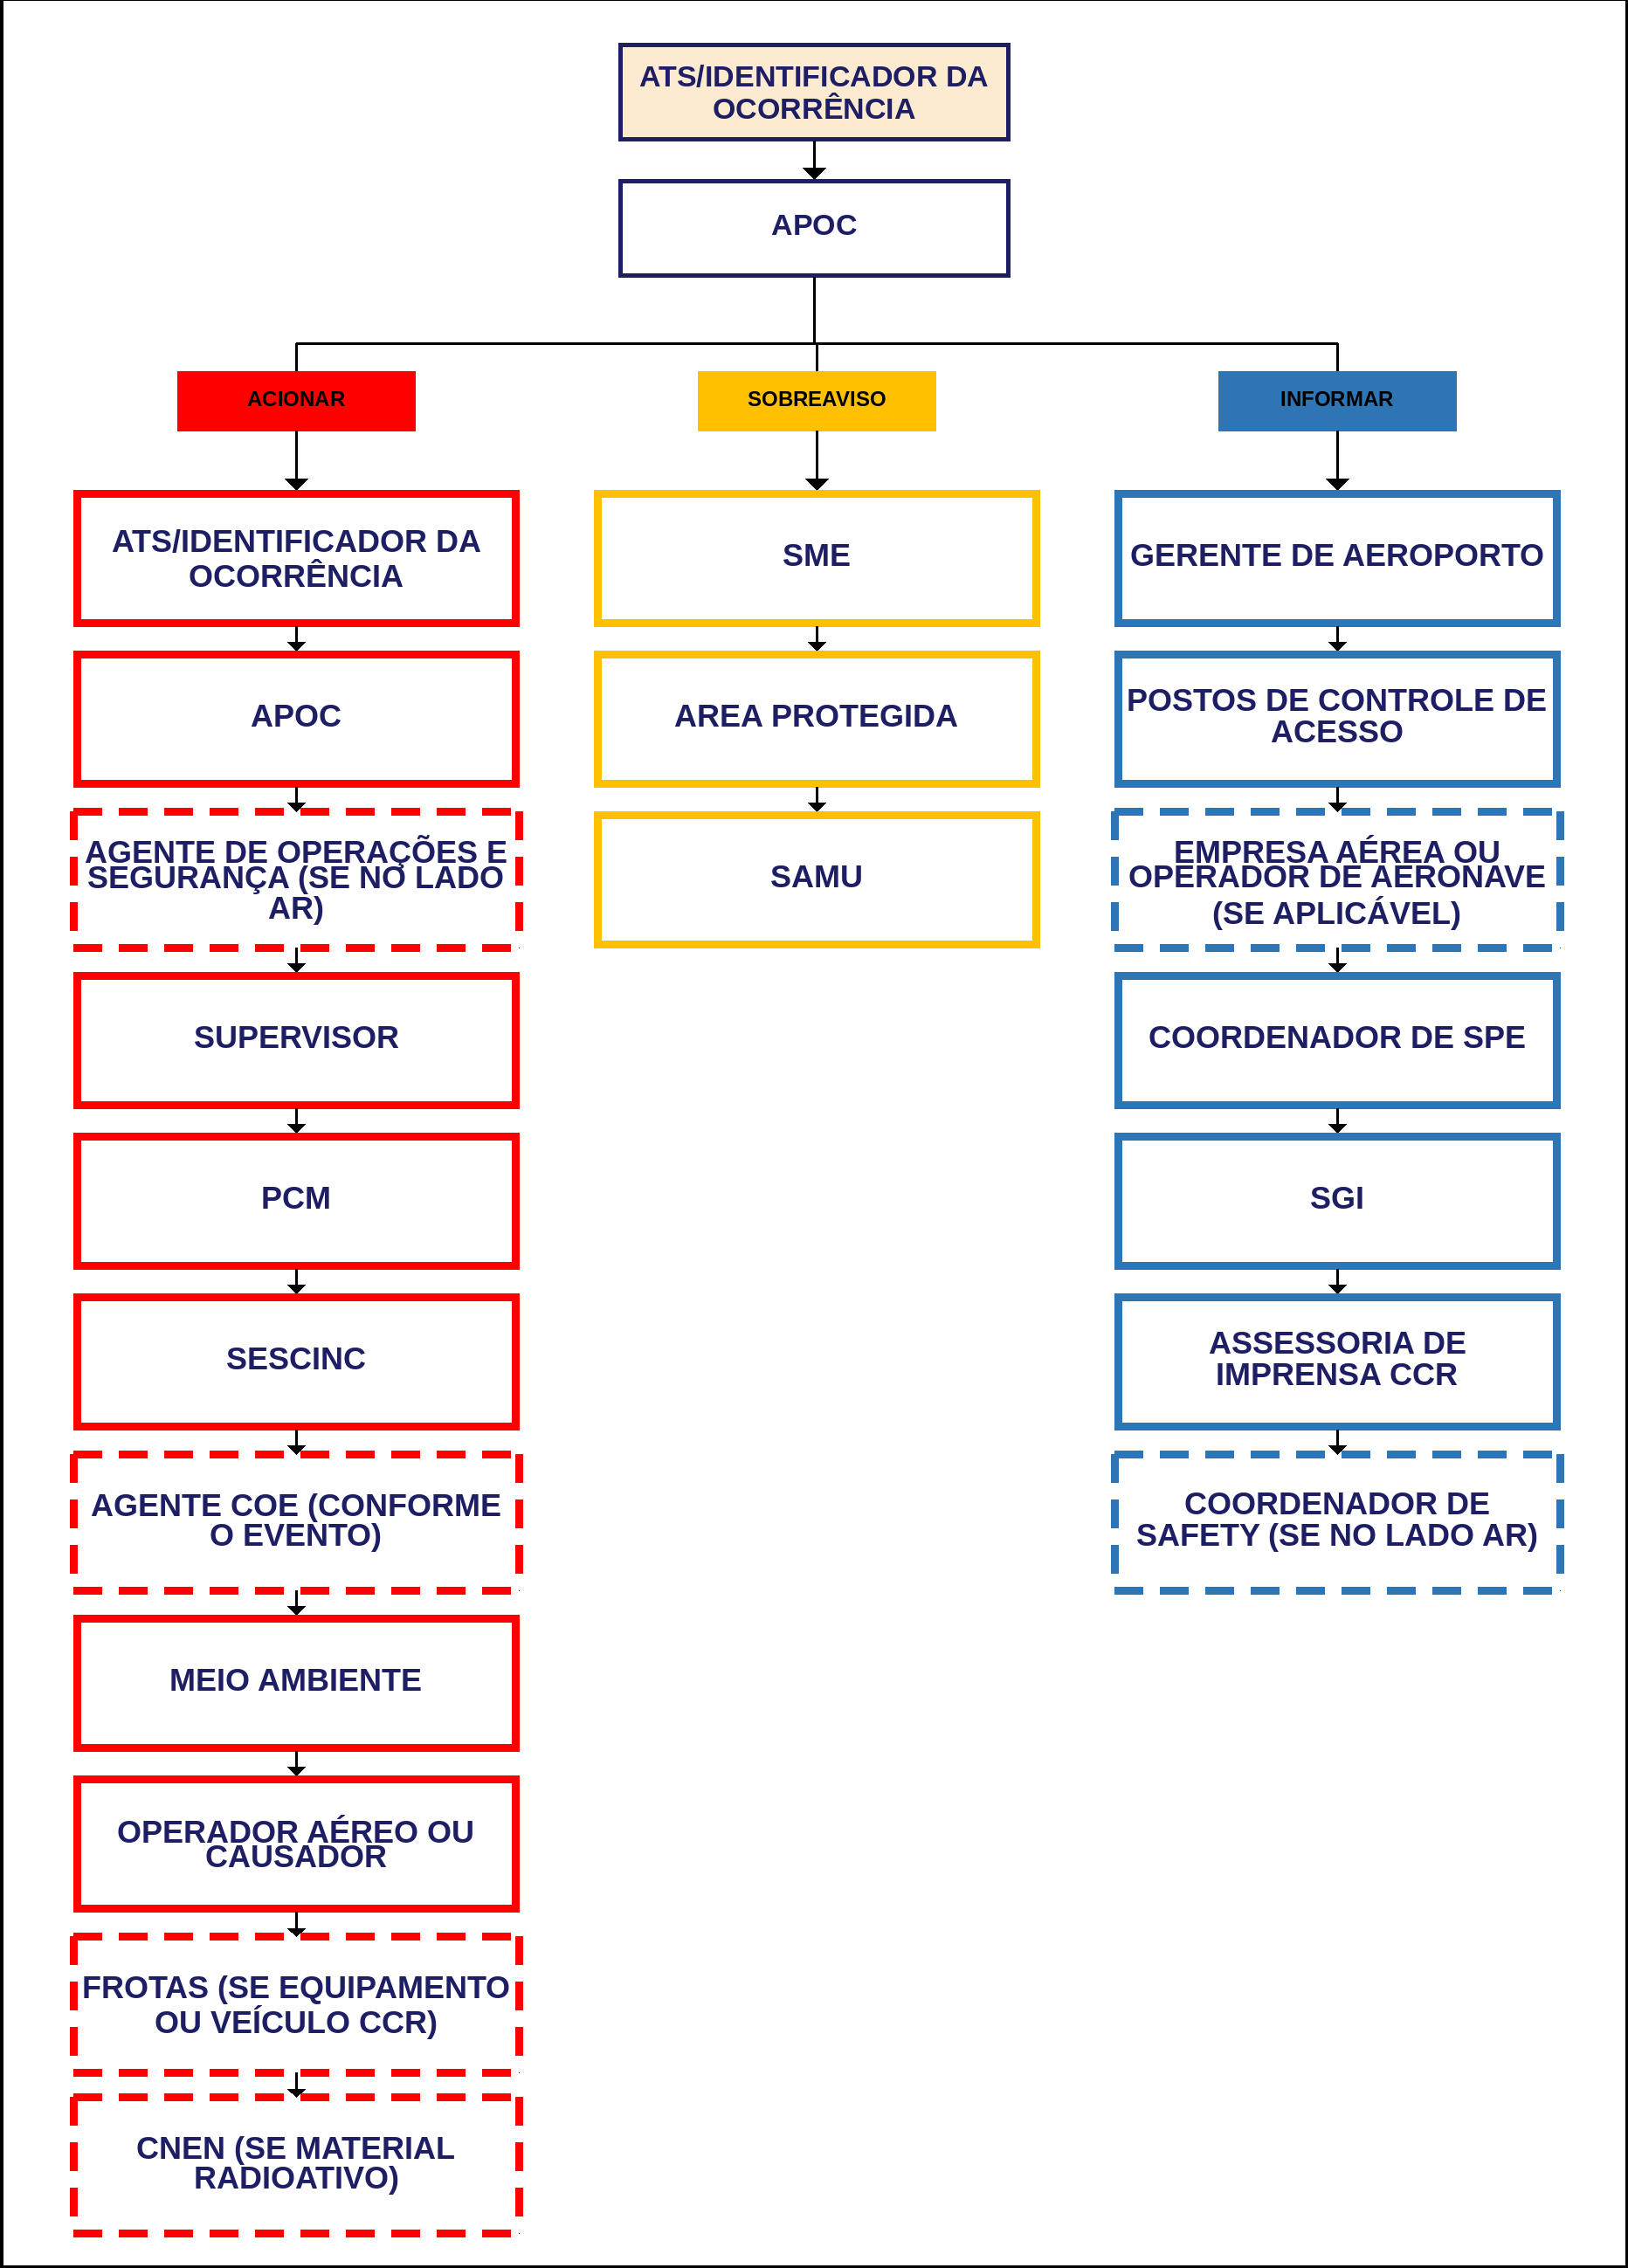 ATS/IDENTIFICADOR DA
OCORRÊNCIA
APOC
ACIONAR
SOBREAVISO
INFORMAR
ATS/IDENTIFICADOR DA
OCORRÊNCIA
APOC
AGENTE DE OPERAÇÕES E
SEGURANÇA (SE NO LADO
AR)
SUPERVISOR
PCM
SESCINC
AGENTE COE (CONFORME
O EVENTO)
MEIO AMBIENTE
OPERADOR AÉREO OU
CAUSADOR
FROTAS (SE EQUIPAMENTO
OU VEÍCULO CCR)
CNEN (SE MATERIAL
RADIOATIVO)
SME
AREA PROTEGIDA
SAMU
GERENTE DE AEROPORTO
POSTOS DE CONTROLE DE
ACESSO
EMPRESA AÉREA OU
OPERADOR DE AERONAVE
(SE APLICÁVEL)
COORDENADOR DE SPE
SGI
ASSESSORIA DE
IMPRENSA CCR
COORDENADOR DE
SAFETY (SE NO LADO AR)